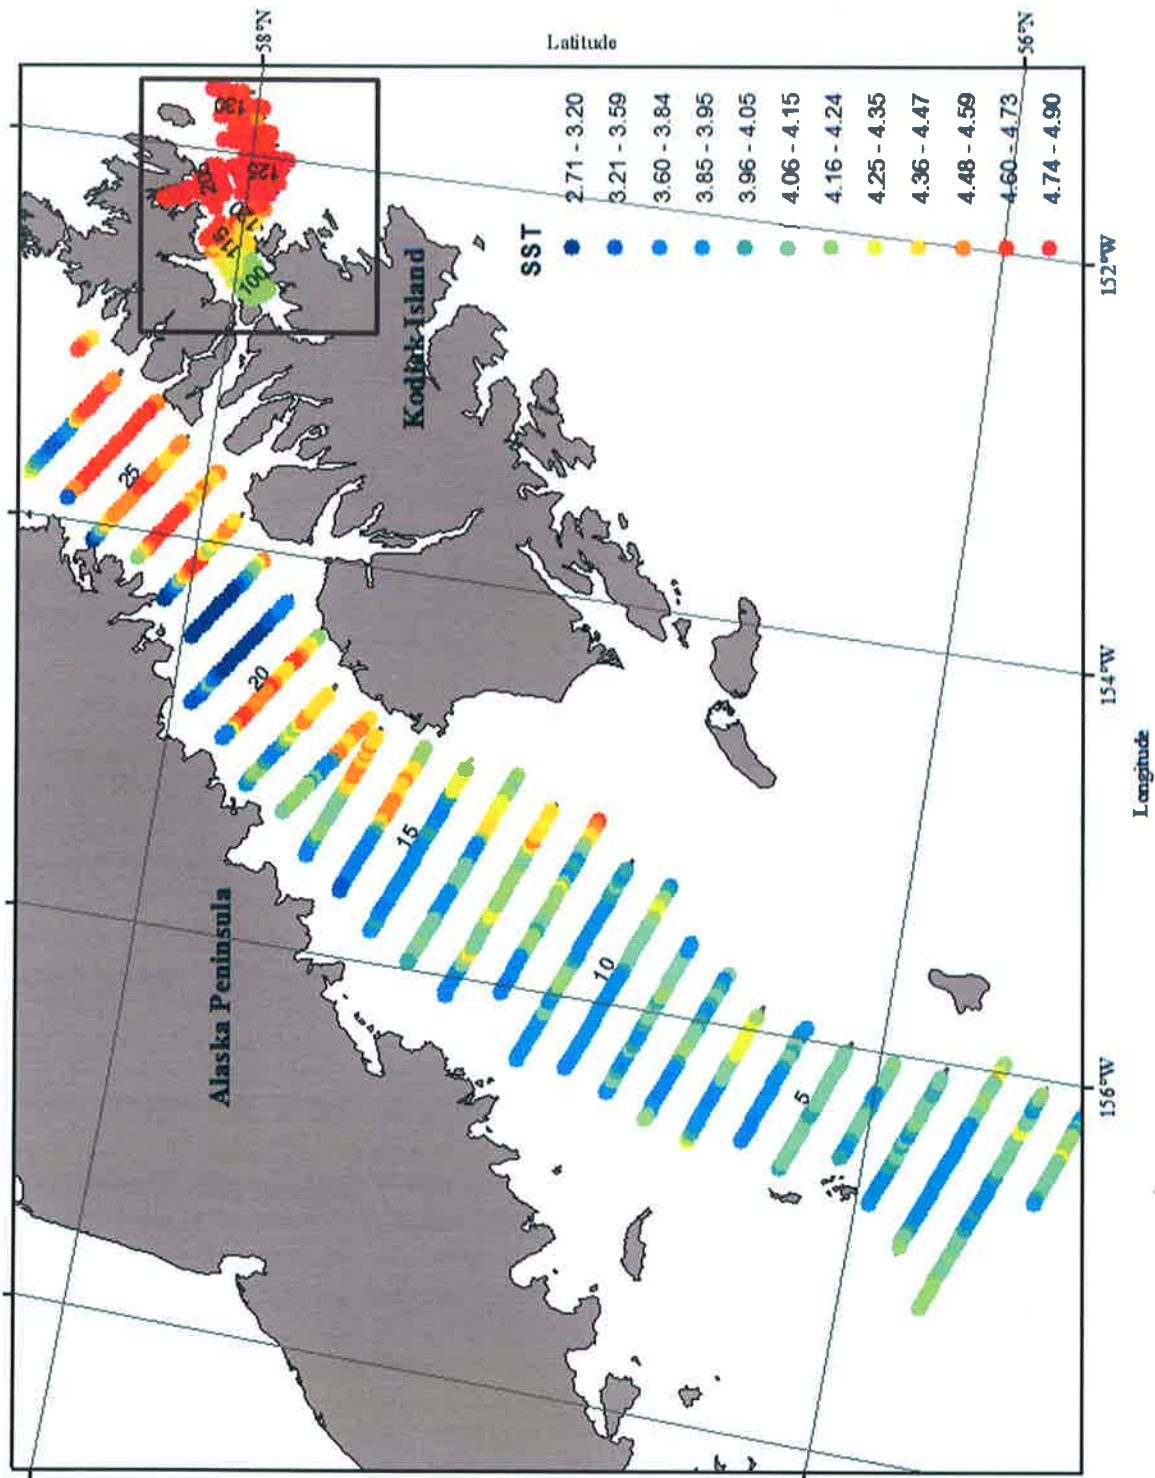 Latitude
58°N
56°N
130
205
125
120
115
100
25
20
15
10
5
Alaska Peninsula
Kodiak Island
SST
2.71 - 3.20
3.21 - 3.59
3.60 - 3.84
3.85 - 3.95
3.96 - 4.05
4.06 - 4.15
4.16 - 4.24
4.25 - 4.35
4.36 - 4.47
4.48 - 4.59
4.60 - 4.73
4.74 - 4.90
152°W
154°W
156°W
Longitude